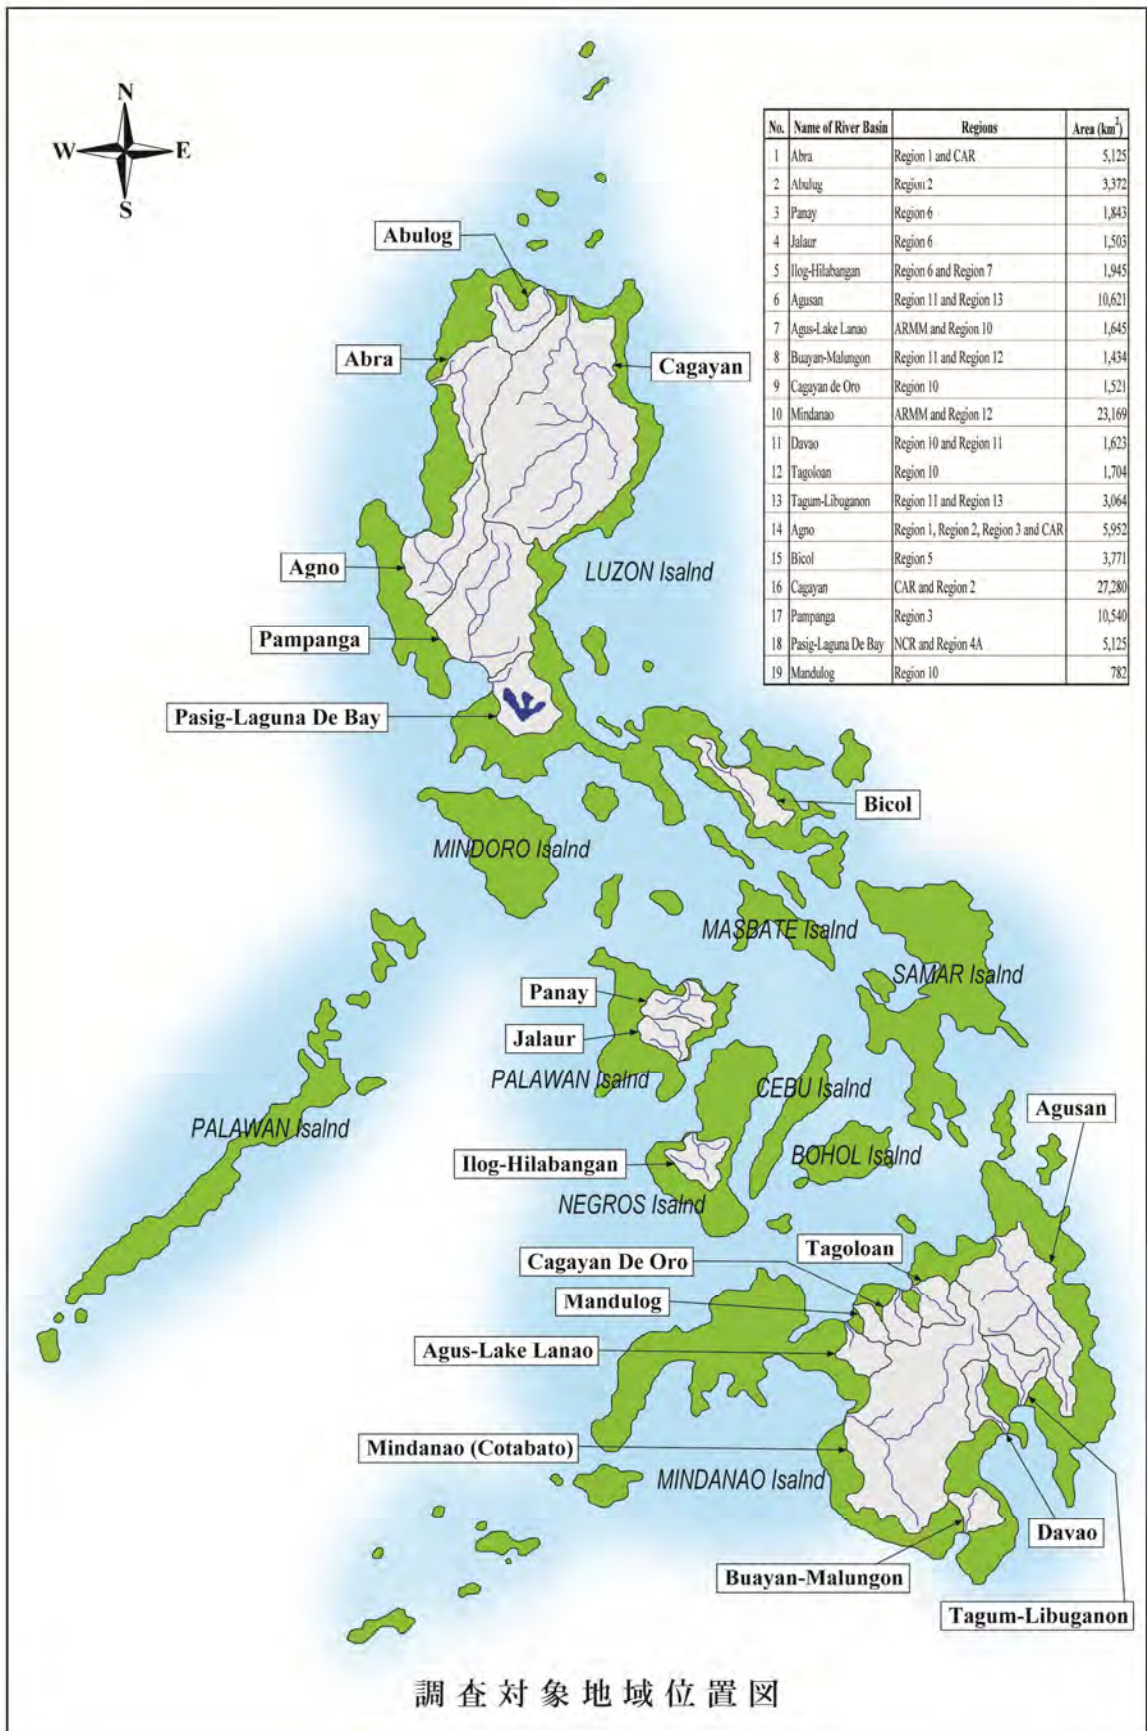 N
W E
S
No. Name of River Basin Regions Area (km²)
1 Abra Region 1 and CAR 5,125
2 Abulug Region 2 3,372
3 Panay Region 6 1,843
4 Jalaur Region 6 1,503
5 Ilog-Hilabangan Region 6 and Region 7 1,945
6 Agusan Region 11 and Region 13 10,621
7 Agus-Lake Lanao ARMM and Region 10 1,645
8 Buayan-Malungon Region 11 and Region 12 1,434
9 Cagayan de Oro Region 10 1,521
10 Mindanao ARMM and Region 12 23,169
11 Davao Region 10 and Region 11 1,623
12 Tagoloan Region 10 1,704
13 Tagum-Libuganon Region 11 and Region 13 3,064
14 Agno Region 1, Region 2, Region 3 and CAR 5,952
15 Bicol Region 5 3,771
16 Cagayan CAR and Region 2 27,280
17 Pampanga Region 3 10,540
18 Pasig-Laguna De Bay NCR and Region 4A 5,125
19 Mandulog Region 10 782
Abulog
Abra
Cagayan
Agno
LUZON Isalnd
Pampanga
Pasig-Laguna De Bay
Bicol
MINDORO Isalnd
MASBATE Isalnd
SAMAR Isalnd
Panay
Jalaur
PALAWAN Isalnd
CEBU Isalnd
Agusan
PALAWAN Isalnd
BOHOL Isalnd
Ilog-Hilabangan
NEGROS Isalnd
Tagoloan
Cagayan De Oro
Mandulog
Agus-Lake Lanao
Mindanao (Cotabato)
MINDANAO Isalnd
Davao
Buayan-Malungon
Tagum-Libuganon
調査対象地域位置図